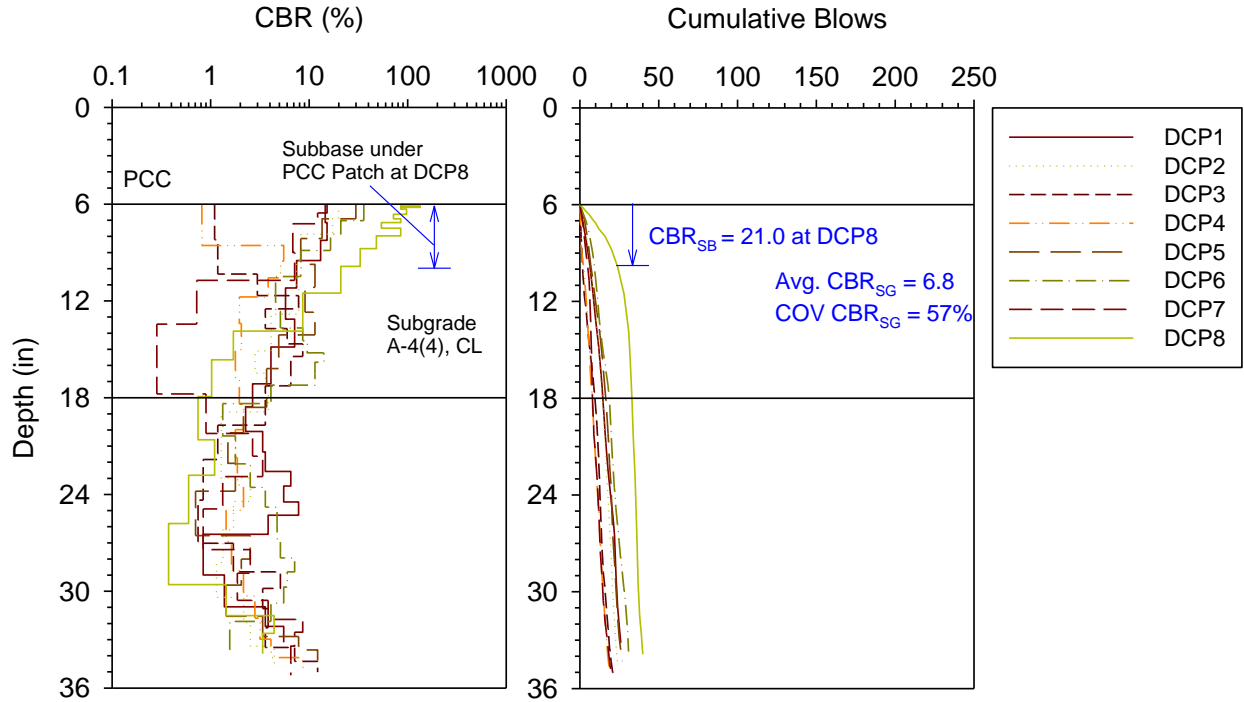 CBR (%)
Cumulative Blows
0.1 1 10 100 1000
0 50 100 150 200 250
Depth (in)
0
6
12
18
24
30
36
PCC
Subbase under
PCC Patch at DCP8
Subgrade
A-4(4), CL
0
6
12
18
24
30
36
CBR_SB = 21.0 at DCP8
Avg. CBR_SG = 6.8
COV CBR_SG = 57%
DCP1
DCP2
DCP3
DCP4
DCP5
DCP6
DCP7
DCP8